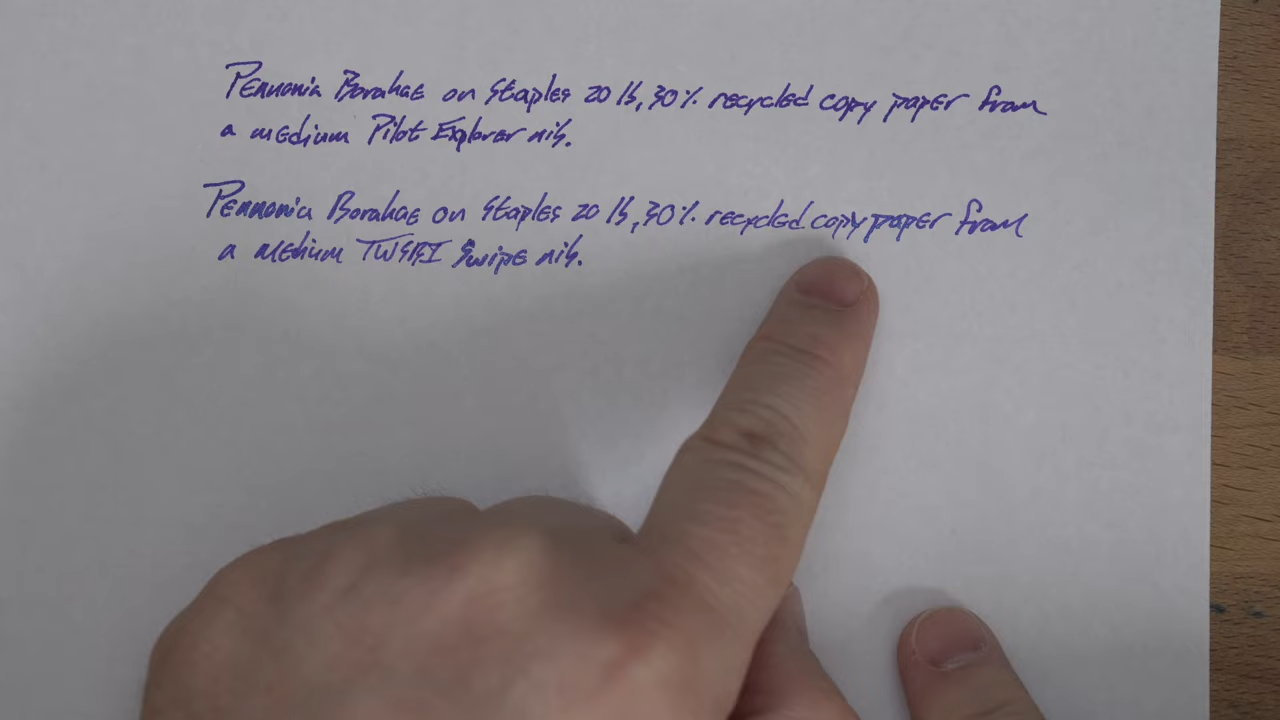 Pennonia Borahae on Staples 20 lb, 30% recycled copy paper from
a medium Pilot Explorer nib.
Pennonia Borahae on Staples 20 lb, 30% recycled copy paper from
a medium TWSBI Swipe nib.